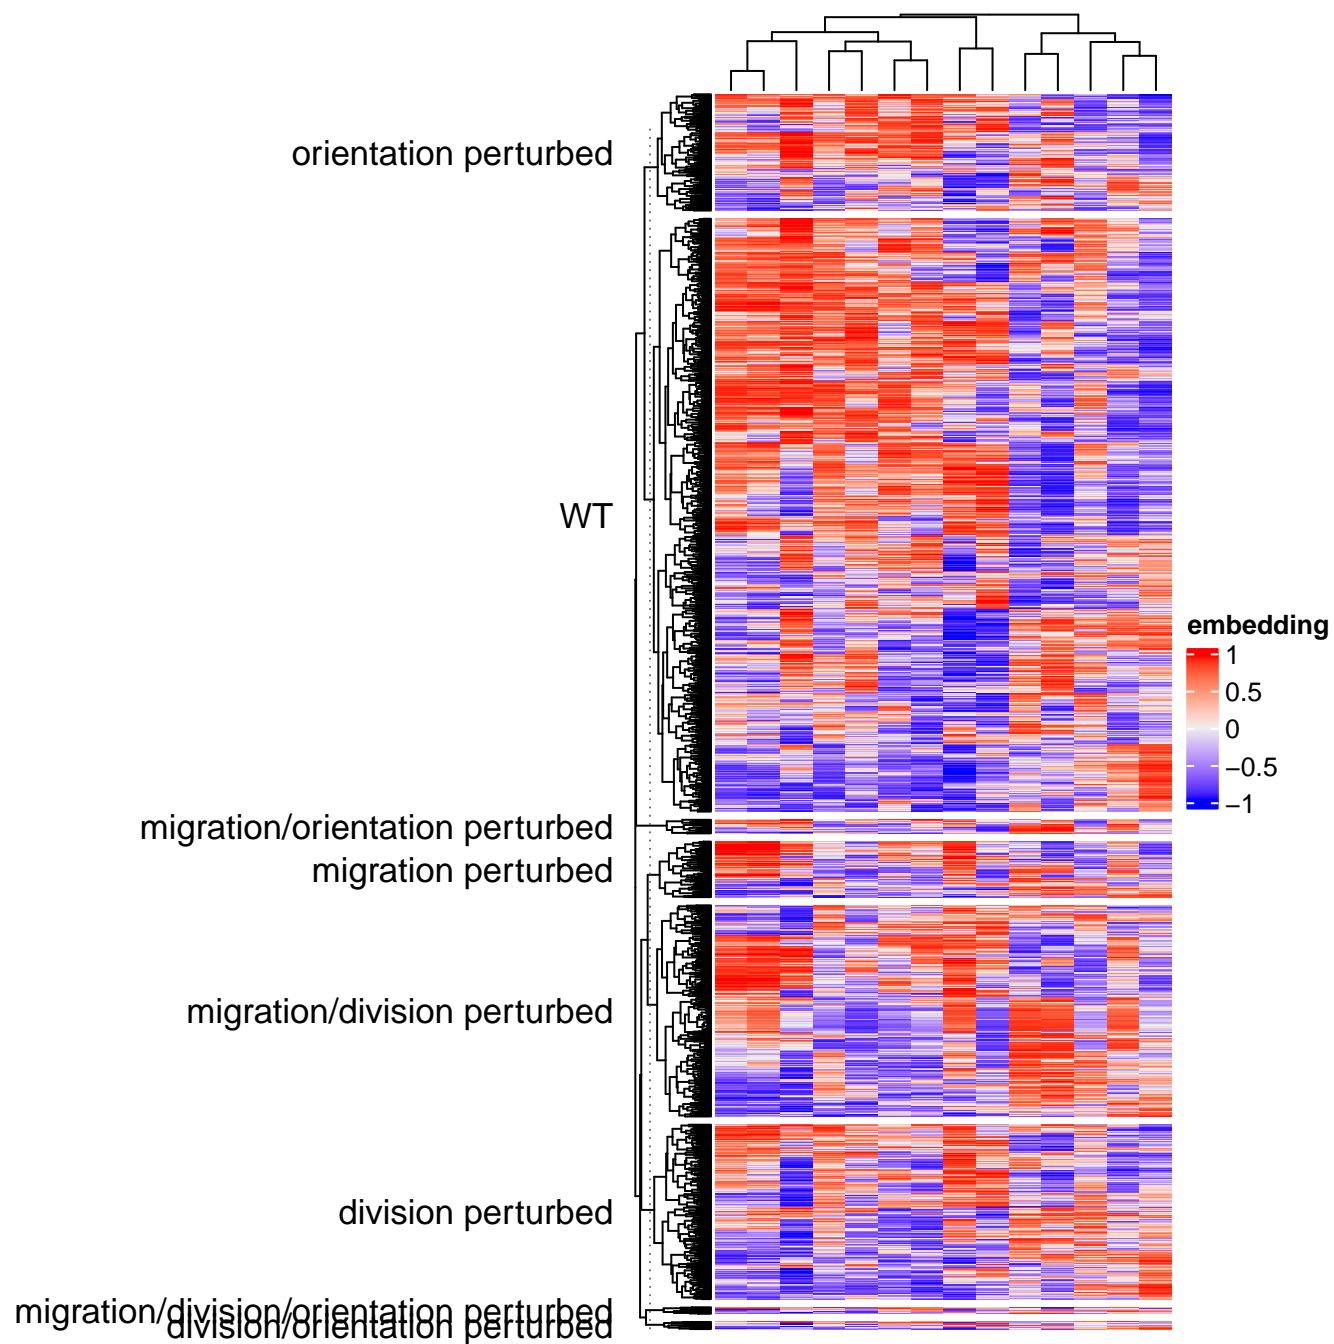 orientation perturbed
WT
embedding
1
0.5
0
−0.5
−1
migration/orientation perturbed
migration perturbed
migration/division perturbed
division perturbed
migration/division/orientation perturbed
division/orientation perturbed